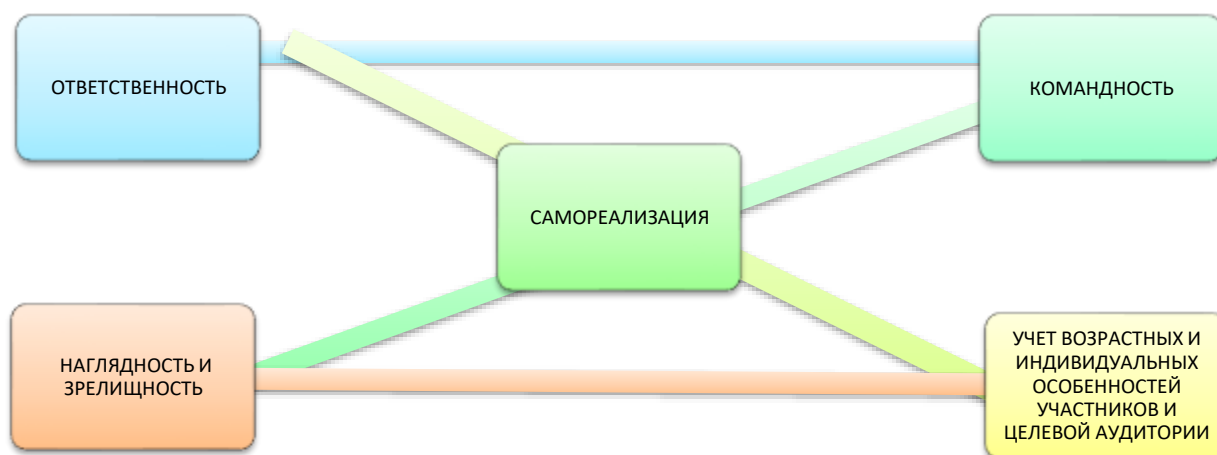 ОТВЕТСТВЕННОСТЬ
КОМАНДНОСТЬ
САМОРЕАЛИЗАЦИЯ
НАГЛЯДНОСТЬ И
ЗРЕЛИЩНОСТЬ
УЧЕТ ВОЗРАСТНЫХ И
ИНДИВИДУАЛЬНЫХ
ОСОБЕННОСТЕЙ
УЧАСТНИКОВ И
ЦЕЛЕВОЙ АУДИТОРИИ